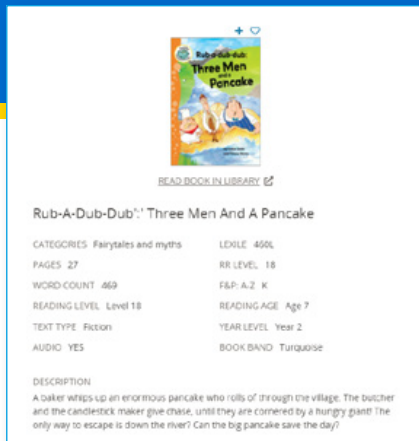 Rub-a-dub-dub:
Three Men
and a
Pancake
READ BOOK IN LIBRARY
Rub-A-Dub-Dub':' Three Men And A Pancake
CATEGORIES Fairytales and myths LEXILE 460L
PAGES 27 RR LEVEL 18
WORD COUNT 469 F&P: A-Z K
READING LEVEL Level 18 READING AGE Age 7
TEXT TYPE Fiction YEAR LEVEL Year 2
AUDIO YES BOOK BAND Turquoise
DESCRIPTION
A baker whips up an enormous pancake who rolls of through the village. The butcher
and the candlestick maker give chase, until they are cornered by a hungry giant! The
only way to escape is down the river? Can the big pancake save the day?